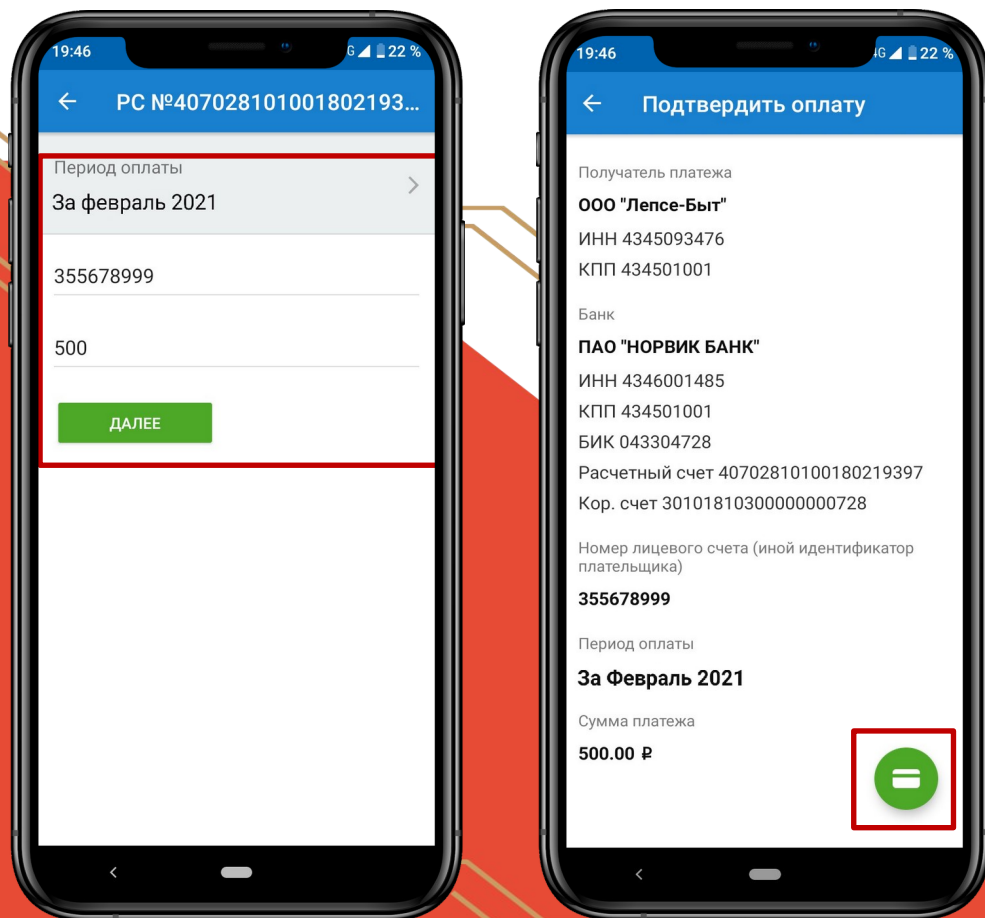 19:46
G 22 %
РС №407028101001802193...
Период оплаты
За февраль 2021
355678999
500
ДАЛЕЕ
19:46
4G 22 %
Подтвердить оплату
Получатель платежа
ООО "Лепсе-Быт"
ИНН 4345093476
КПП 434501001
Банк
ПАО "НОРВИК БАНК"
ИНН 4346001485
КПП 434501001
БИК 043304728
Расчетный счет 40702810100180219397
Кор. счет 30101810300000000728
Номер лицевого счета (иной идентификатор
плательщика)
355678999
Период оплаты
За Февраль 2021
Сумма платежа
500.00 ₽